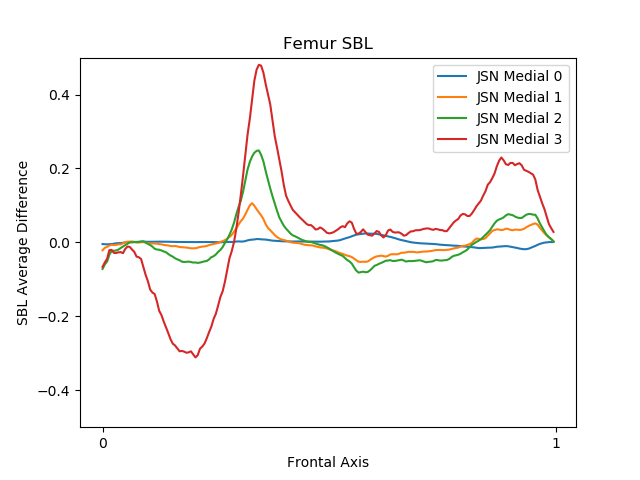 Femur SBL
JSN Medial 0
JSN Medial 1
JSN Medial 2
JSN Medial 3
SBL Average Difference
0.4
0.2
0.0
−0.2
−0.4
0
1
Frontal Axis